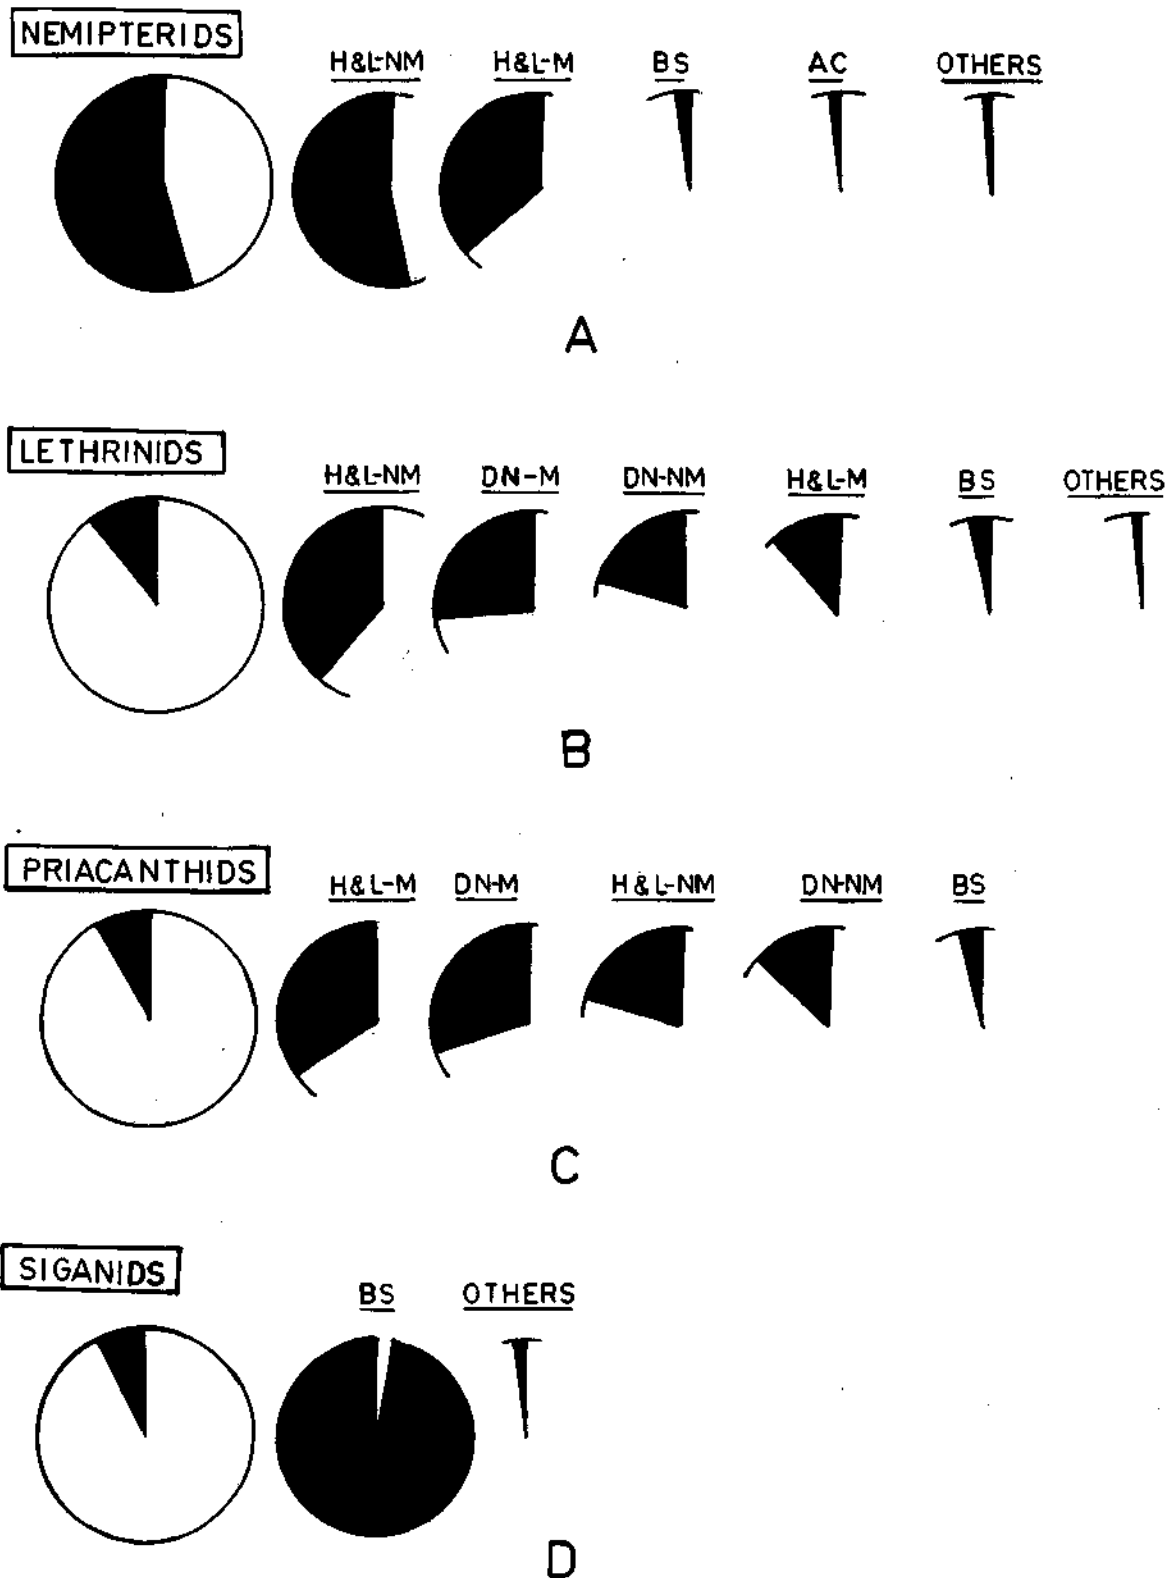 NEMIPTERIDS
H&L-NM H&L-M BS AC OTHERS
A
LETHRINIDS
H&L-NM DN-M DN-NM H&L-M BS OTHERS
B
PRIACANTHIDS
H&L-M DN-M H&L-NM DN-NM BS
C
SIGANIDS
BS OTHERS
D